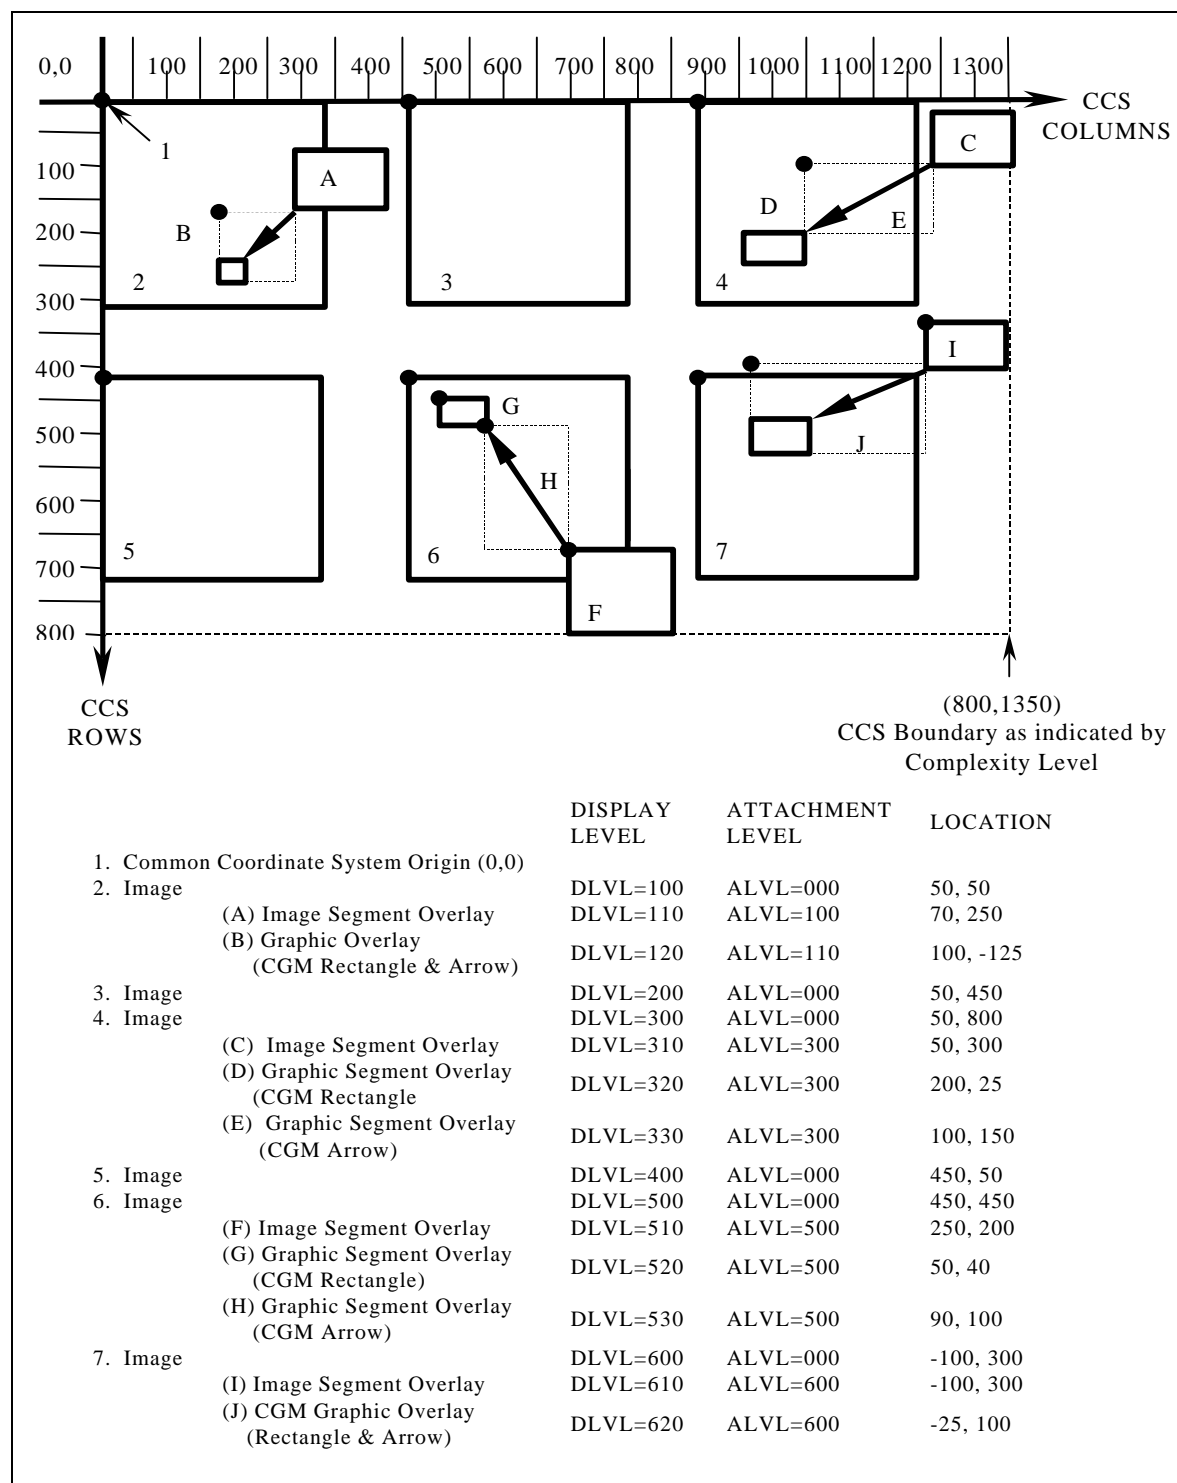 0,0 100 200 300 400 500 600 700 800 900 1000 1100 1200 1300
CCS
COLUMNS
1
A
B
2
3
C
D
E
4
100
200
300
400
500
600
700
800
I
J
G
H
5
6
7
F
CCS
ROWS
(800,1350)
CCS Boundary as indicated by
Complexity Level
DISPLAY LEVEL ATTACHMENT LEVEL LOCATION
1. Common Coordinate System Origin (0,0)
2. Image DLVL=100 ALVL=000 50, 50
(A) Image Segment Overlay DLVL=110 ALVL=100 70, 250
(B) Graphic Overlay
(CGM Rectangle & Arrow) DLVL=120 ALVL=110 100, -125
3. Image DLVL=200 ALVL=000 50, 450
4. Image DLVL=300 ALVL=000 50, 800
(C) Image Segment Overlay DLVL=310 ALVL=300 50, 300
(D) Graphic Segment Overlay
(CGM Rectangle DLVL=320 ALVL=300 200, 25
(E) Graphic Segment Overlay
(CGM Arrow) DLVL=330 ALVL=300 100, 150
5. Image DLVL=400 ALVL=000 450, 50
6. Image DLVL=500 ALVL=000 450, 450
(F) Image Segment Overlay DLVL=510 ALVL=500 250, 200
(G) Graphic Segment Overlay
(CGM Rectangle) DLVL=520 ALVL=500 50, 40
(H) Graphic Segment Overlay
(CGM Arrow) DLVL=530 ALVL=500 90, 100
7. Image DLVL=600 ALVL=000 -100, 300
(I) Image Segment Overlay DLVL=610 ALVL=600 -100, 300
(J) CGM Graphic Overlay
(Rectangle & Arrow) DLVL=620 ALVL=600 -25, 100